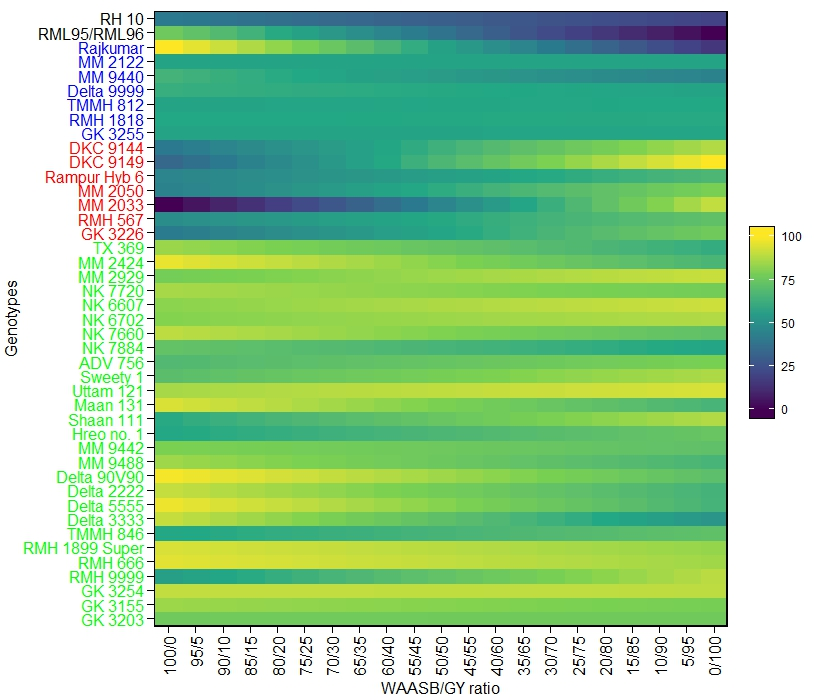 RH 10
RML95/RML96
Rajkumar
MM 2122
MM 9440
Delta 9999
TMMH 812
RMH 1818
GK 3255
DKC 9144
DKC 9149
Rampur Hyb 6
MM 2050
MM 2033
RMH 567
GK 3226
TX 369
MM 2424
MM 2929
NK 7720
NK 6607
NK 6702
NK 7660
NK 7884
ADV 756
Sweety 1
Uttam 121
Maan 131
Shaan 111
Hreo no. 1
MM 9442
MM 9488
Delta 90V90
Delta 2222
Delta 5555
Delta 3333
TMMH 846
RMH 1899 Super
RMH 666
RMH 9999
GK 3254
GK 3155
GK 3203
Genotypes
100/0 95/5 90/10 85/15 80/20 75/25 70/30 65/35 60/40 55/45 50/50 45/55 40/60 35/65 30/70 25/75 20/80 15/85 10/90 5/95 0/100
WAASB/GY ratio
100
75
50
25
0